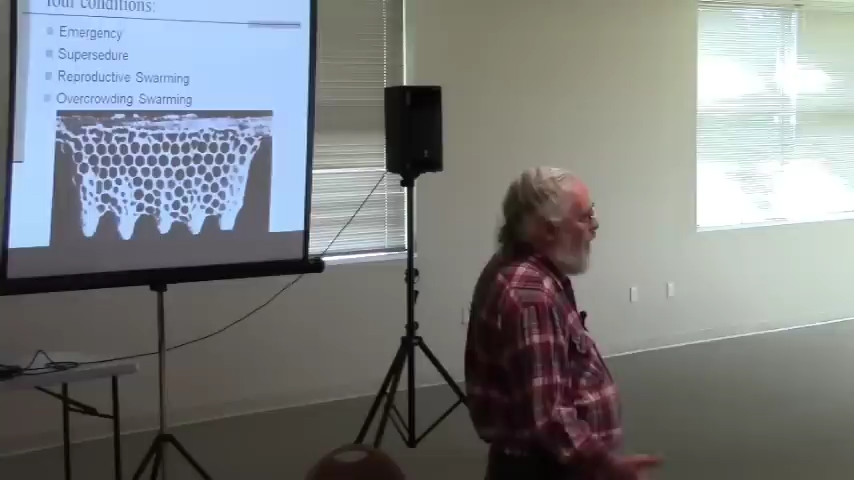 four conditions:
Emergency
Supersedure
Reproductive Swarming
Overcrowding Swarming